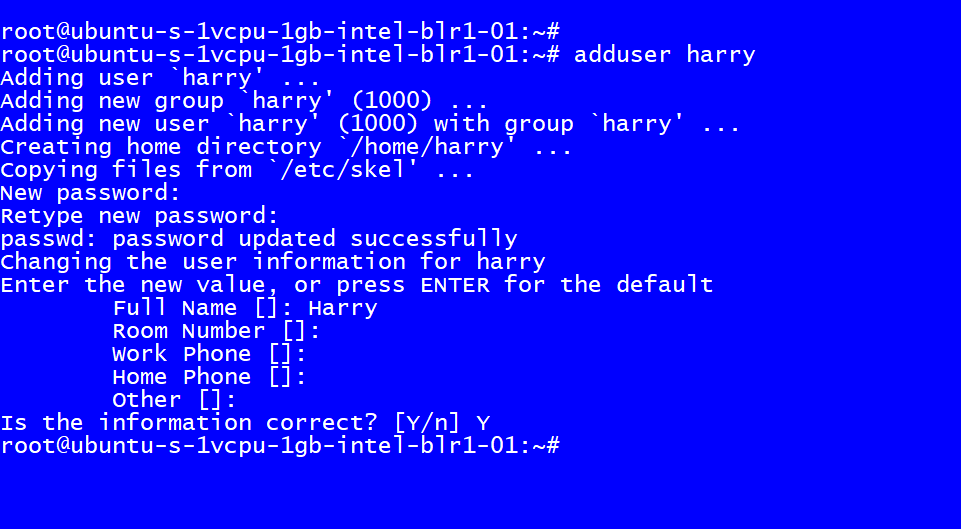 root@ubuntu-s-1vcpu-1gb-intel-blr1-01:~#
root@ubuntu-s-1vcpu-1gb-intel-blr1-01:~# adduser harry
Adding user `harry' ...
Adding new group `harry' (1000) ...
Adding new user `harry' (1000) with group `harry' ...
Creating home directory `/home/harry' ...
Copying files from `/etc/skel' ...
New password:
Retype new password:
passwd: password updated successfully
Changing the user information for harry
Enter the new value, or press ENTER for the default
        Full Name []: Harry
        Room Number []:
        Work Phone []:
        Home Phone []:
        Other []:
Is the information correct? [Y/n] Y
root@ubuntu-s-1vcpu-1gb-intel-blr1-01:~#